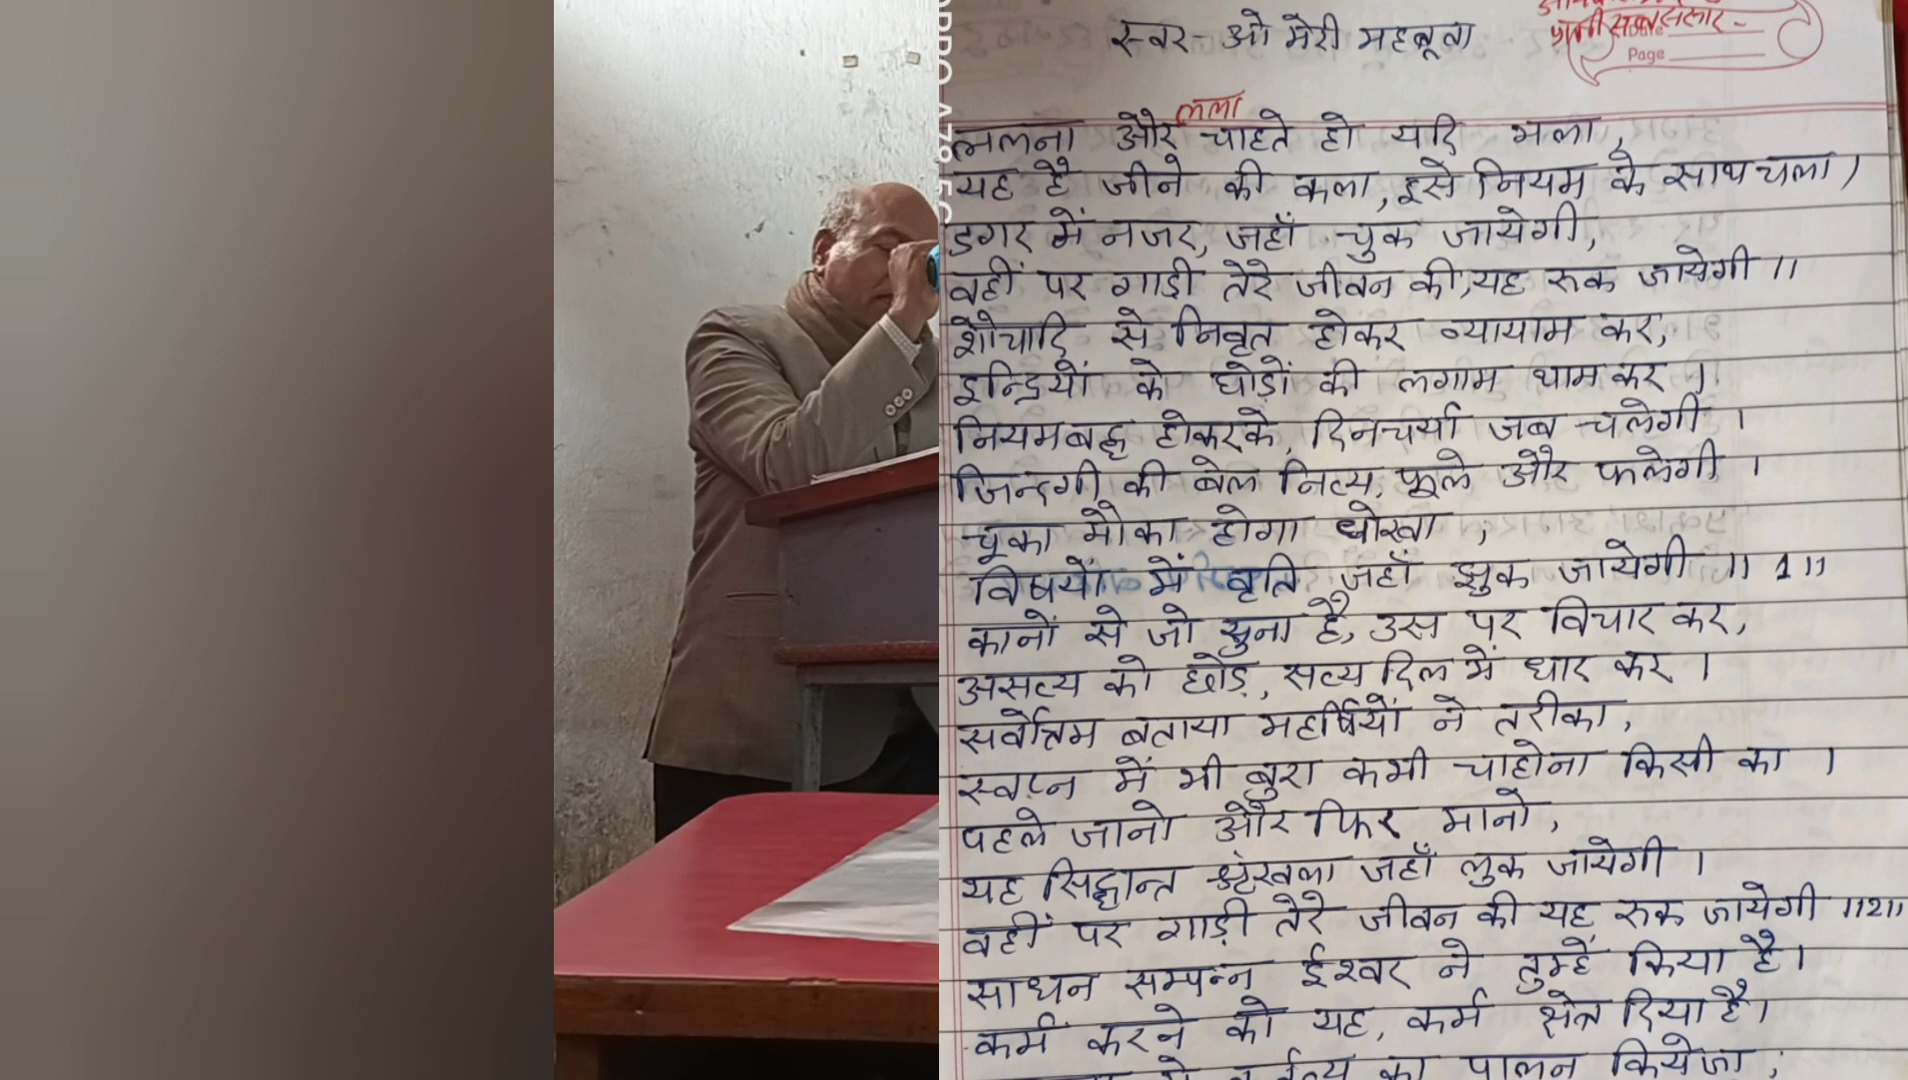 स्वर - ओ मेरी महबूबा
Date
Page
लला
ललना और चाहते हो यदि भला,
यह है जीने की कला, इसे नियम के साथ चला।
डगर में नजर, जहाँ चुक जायेगी,
वहीं पर गाडी तेरे जीवन की, यह रुक जायेगी ॥
शौचादि से निवृत होकर व्यायाम कर,
इन्द्रियों के घोड़ों की लगाम थाम कर।
नियमबद्ध होकरके, दिनचर्या जब चलेगी।
जिन्दगी की बेल नित्य, फूले और फलेगी।
चूका मौका होगा धोखा,
विषयों में वृति जहाँ झुक जायेगी ॥ 1 ॥
कानों से जो सुना है, उस पर विचार कर,
असत्य को छोड़, सत्य दिल में धार कर।
सर्वोत्तम बताया महर्षियों ने तरीका,
स्वप्न में भी बुरा कभी चाहोना किसी का।
पहले जानो और फिर मानो,
यह सिद्धान्त श्रृंखला जहाँ लुक जायेगी।
वहीं पर गाड़ी तेरे जीवन की यह रुक जायेगी ॥2॥
साधन सम्पन्न ईश्वर ने तुम्हें किया है।
कर्म करने को यह, कर्म क्षेत्र दिया है।
का पालन कियेजा,